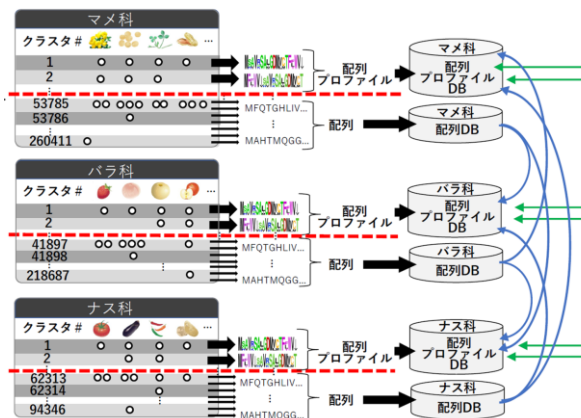 マメ科
クラスタ # …
1
2
⋮
53785
53786
⋮
260411
配列
プロファイル
MFQTGHLIV…
⋮
MAHTMQGG…
配列
マメ科
配列
プロファイル
DB
マメ科
配列DB
バラ科
クラスタ # …
1
2
⋮
41897
41898
⋮
218687
配列
プロファイル
MFQTGHLIV…
⋮
MAHTMQGG…
配列
バラ科
配列
プロファイル
DB
バラ科
配列DB
ナス科
クラスタ # …
1
2
⋮
62313
62314
⋮
94346
配列
プロファイル
MFQTGHLIV…
⋮
MAHTMQGG…
配列
ナス科
配列
プロファイル
DB
ナス科
配列DB